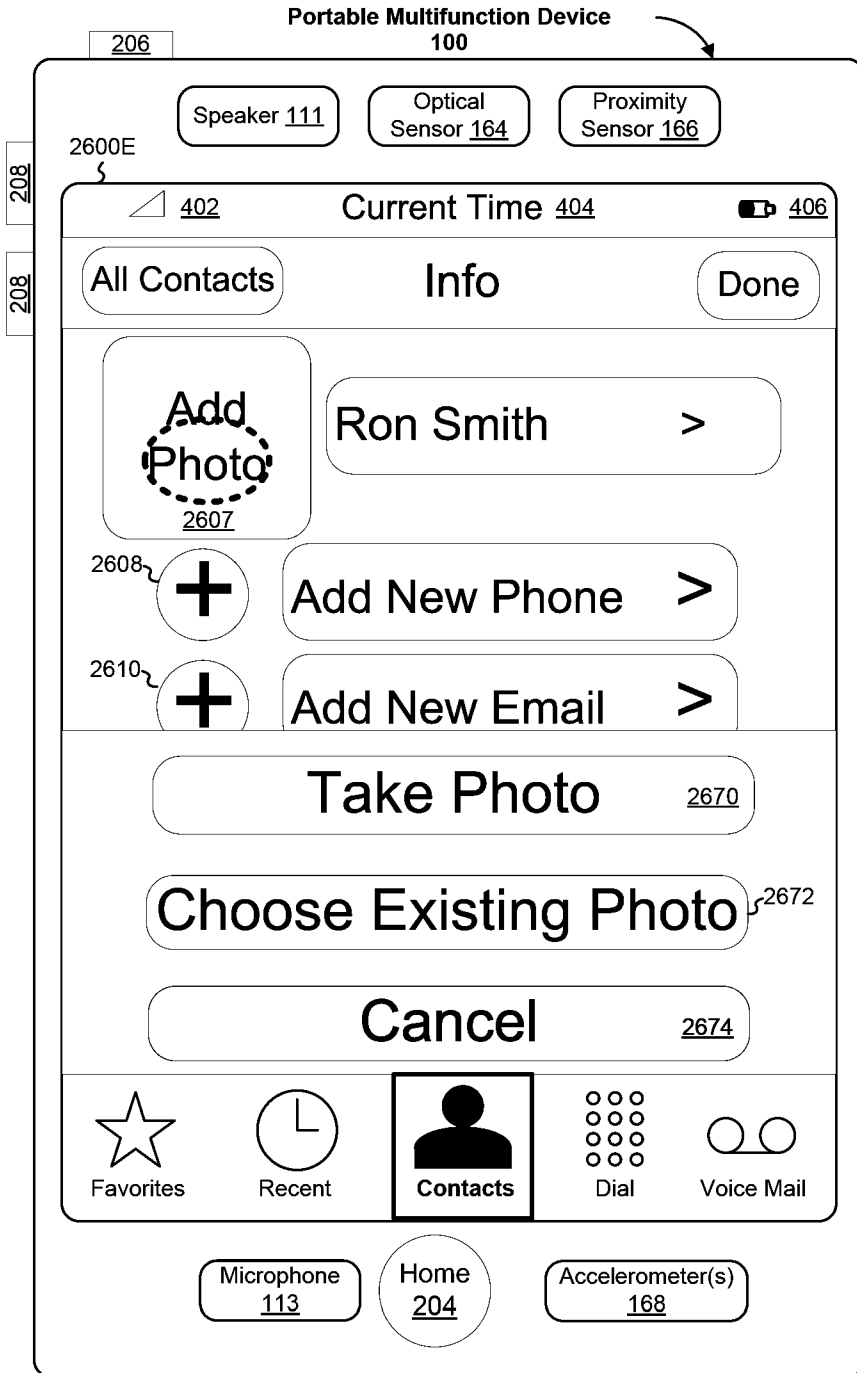 Portable Multifunction Device
100
206
Speaker 111
Optical
Sensor 164
Proximity
Sensor 166
208
208
2600E
402
Current Time 404
406
All Contacts
Info
Done
Add
Photo
2607
Ron Smith >
2608
+
Add New Phone >
2610
+
Add New Email >
Take Photo 2670
Choose Existing Photo
2672
Cancel 2674
Favorites
Recent
Contacts
Dial
Voice Mail
Microphone
113
Home
204
Accelerometer(s)
168